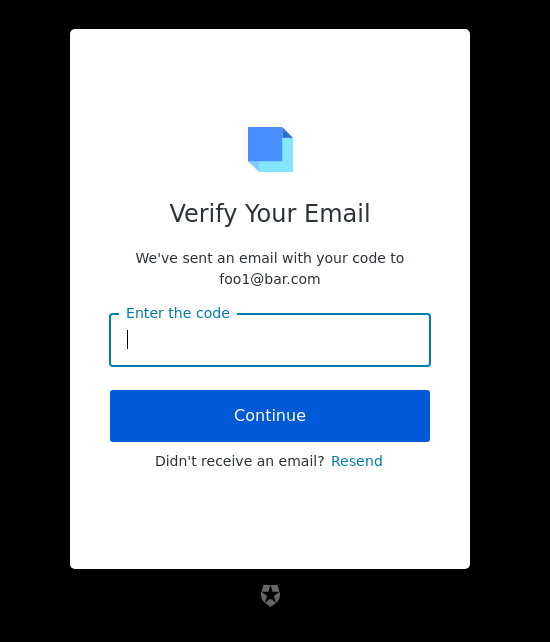 Verify Your Email
We've sent an email with your code to
foo1@bar.com
Enter the code
Continue
Didn't receive an email? Resend